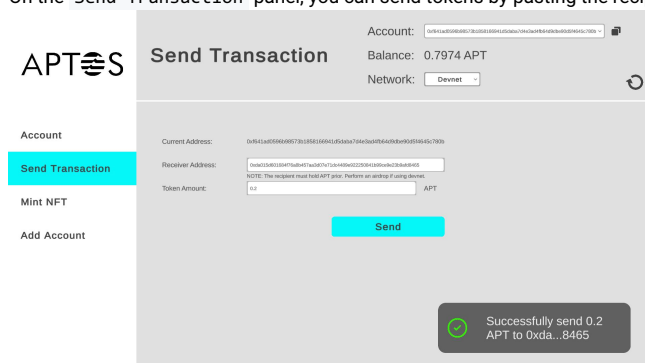 On the Send Transaction panel, you can send tokens by pasting the reci
APTOS
Send Transaction
Account:
Balance: 0.7974 APT
Network: Devnet
Account
Send Transaction
Mint NFT
Add Account
Current Address:
Receiver Address:
NOTE: The recipient must hold APT prior. Perform an airdrop if using devnet.
Token Amount: 0.2 APT
Send
Successfully send 0.2
APT to 0xda...8465